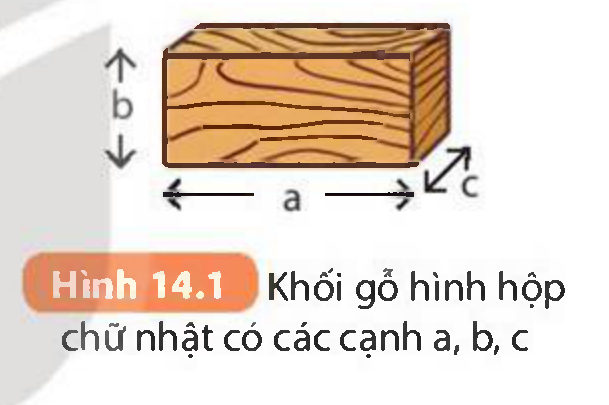 b
a
c
Hình 14.1 Khối gỗ hình hộp
chữ nhật có các cạnh a, b, c